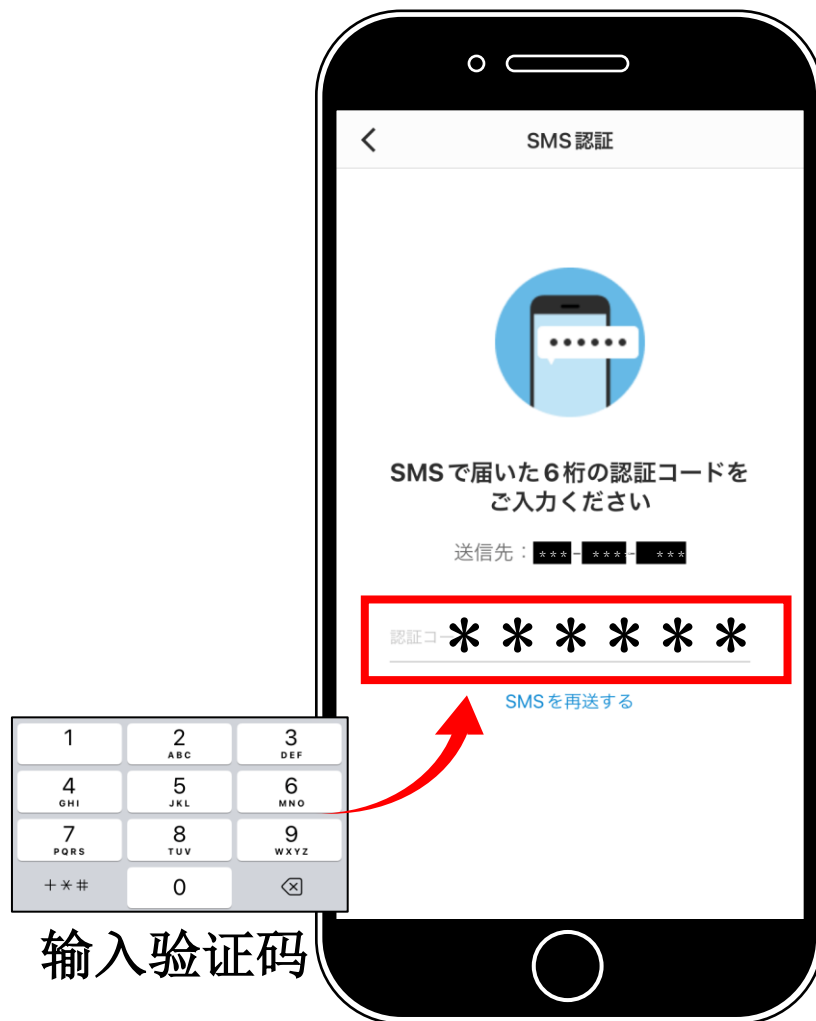 SMS認証
SMSで届いた6桁の認証コードを
ご入力ください
送信先：***-***-***
認証コー＊＊＊＊＊＊
SMSを再送する
1 2 3
ABC DEF
4 5 6
GHI JKL MNO
7 8 9
PQRS TUV WXYZ
+*# 0
输入验证码